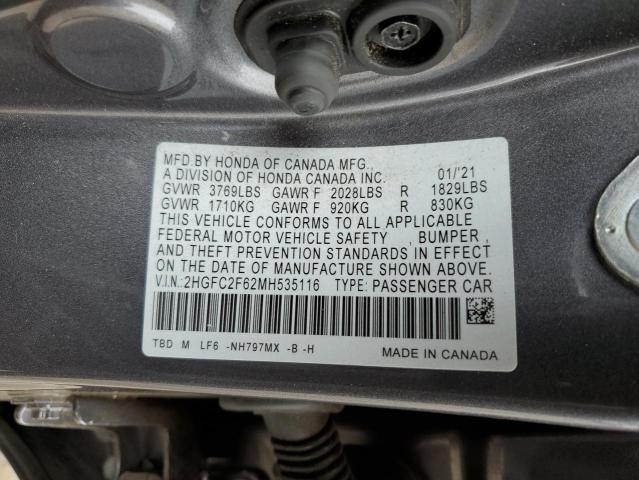 MFD.BY HONDA OF CANADA MFG.,
A DIVISION OF HONDA CANADA INC. 01/'21
GVWR 3769LBS GAWR F 2028LBS R 1829LBS
GVWR 1710KG GAWR F 920KG R 830KG
THIS VEHICLE CONFORMS TO ALL APPLICABLE
FEDERAL MOTOR VEHICLE SAFETY , BUMPER ,
AND THEFT PREVENTION STANDARDS IN EFFECT
ON THE DATE OF MANUFACTURE SHOWN ABOVE.
V.I.N.: 2HGFC2F62MH535116 TYPE: PASSENGER CAR
TBD M LF6 -NH797MX -B -H MADE IN CANADA